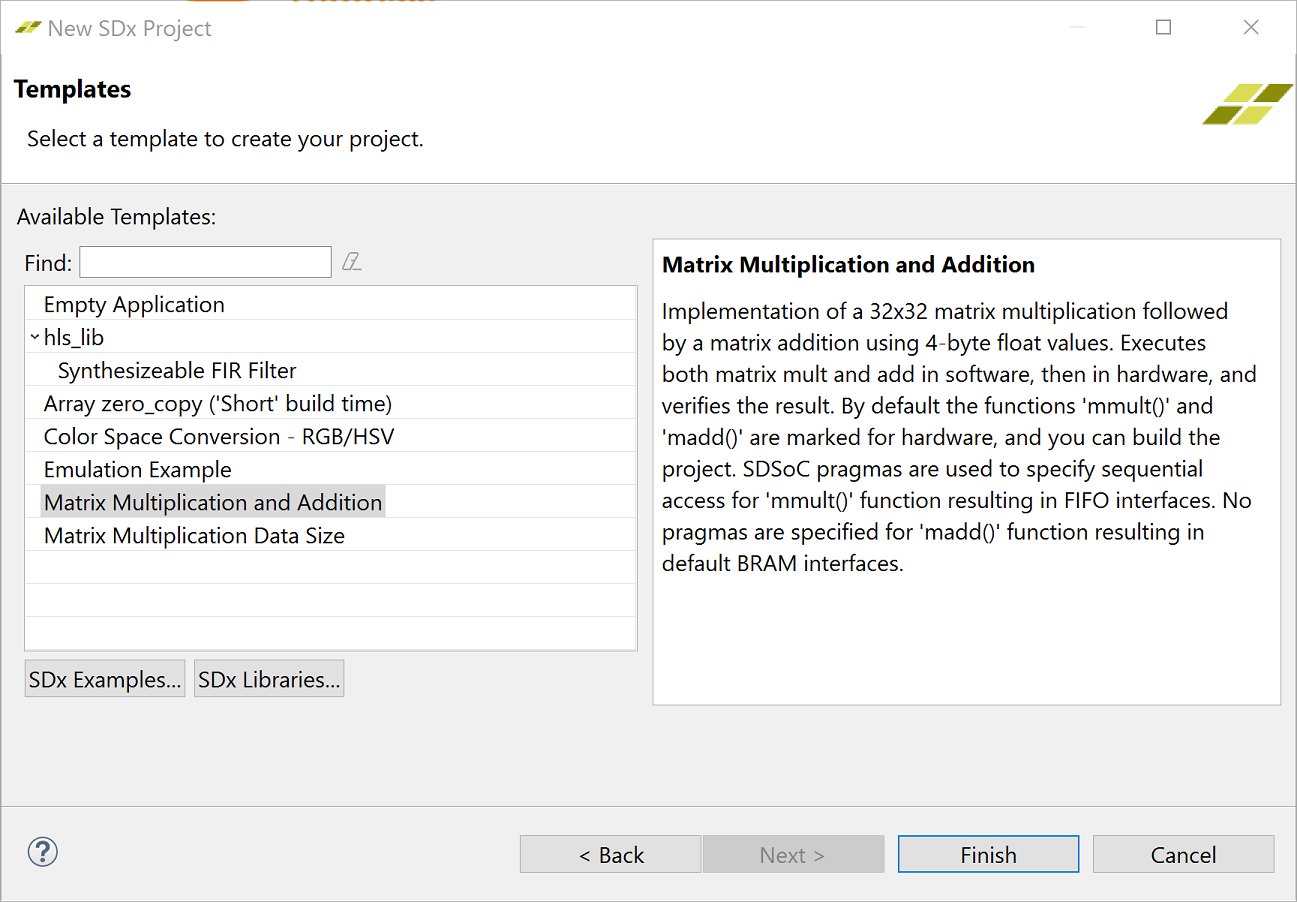 New SDx Project
Templates
Select a template to create your project.
Available Templates:
Find:
Empty Application
hls_lib
Synthesizeable FIR Filter
Array zero_copy ('Short' build time)
Color Space Conversion - RGB/HSV
Emulation Example
Matrix Multiplication and Addition
Matrix Multiplication Data Size
SDx Examples...
SDx Libraries...
Matrix Multiplication and Addition
Implementation of a 32x32 matrix multiplication followed
by a matrix addition using 4-byte float values. Executes
both matrix mult and add in software, then in hardware, and
verifies the result. By default the functions 'mmult()' and
'madd()' are marked for hardware, and you can build the
project. SDSoC pragmas are used to specify sequential
access for 'mmult()' function resulting in FIFO interfaces. No
pragmas are specified for 'madd()' function resulting in
default BRAM interfaces.
?
< Back
Next >
Finish
Cancel